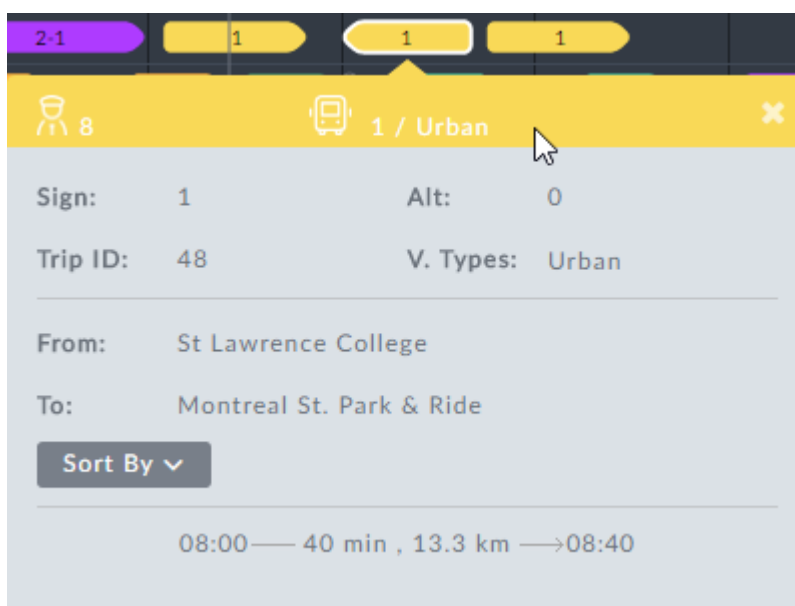 2-1 1 1 1
8 1 / Urban
Sign: 1 Alt: 0
Trip ID: 48 V. Types: Urban
From: St Lawrence College
To: Montreal St. Park & Ride
Sort By
08:00 40 min , 13.3 km 08:40